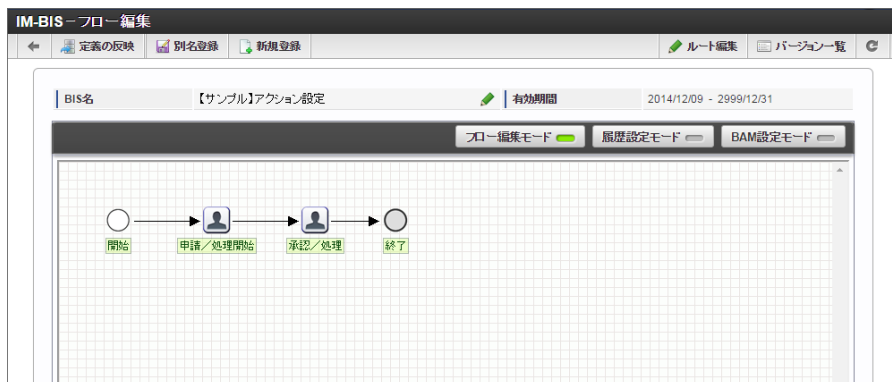 IM-BIS－フロー編集
定義の反映 別名登録 新規登録 ルート編集 バージョン一覧
BIS名 【サンプル】アクション設定 有効期間 2014/12/09 - 2999/12/31
フロー編集モード 履歴設定モード BAM設定モード
開始 申請／処理開始 承認／処理 終了